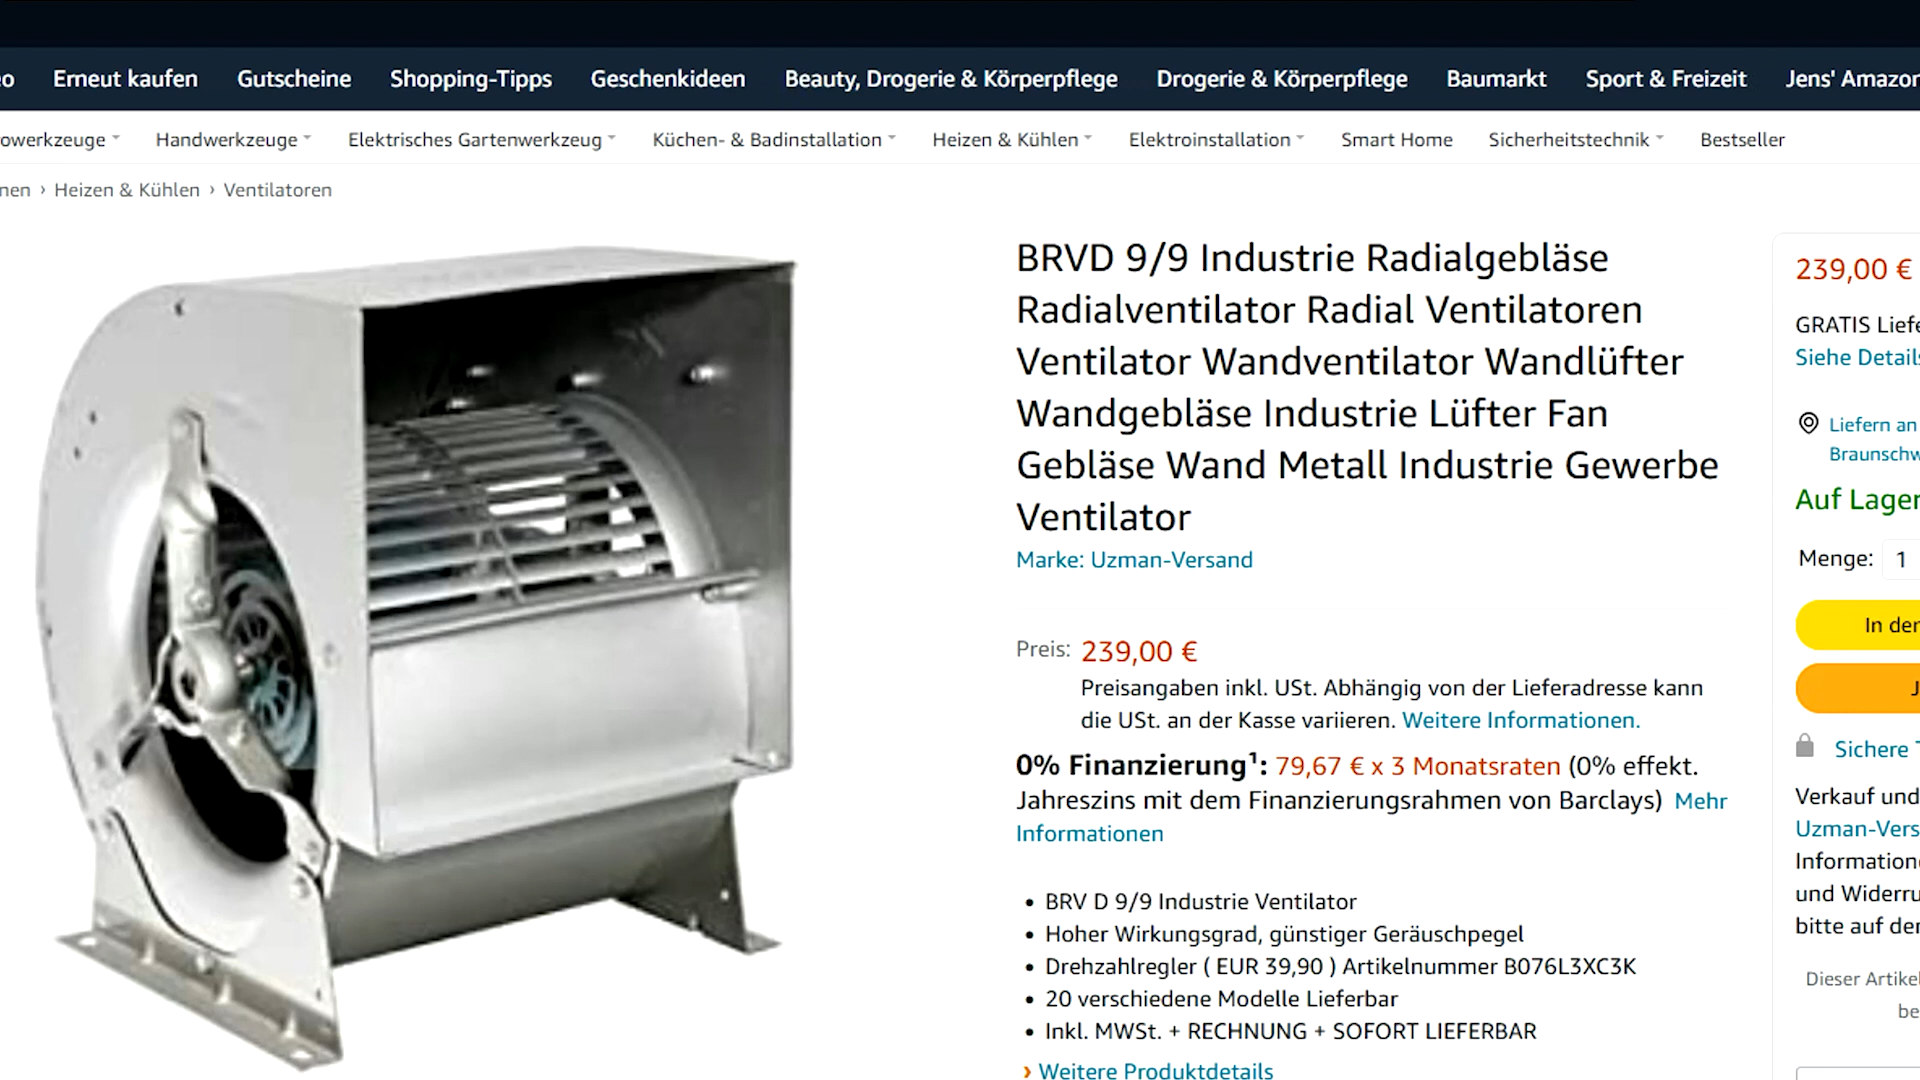 Erneut kaufen Gutscheine Shopping-Tipps Geschenkideen Beauty, Drogerie & Körperpflege Drogerie & Körperpflege Baumarkt Sport & Freizeit Jens' Amazon
owerkzeuge Handwerkzeuge Elektrisches Gartenwerkzeug Küchen- & Badinstallation Heizen & Kühlen Elektroinstallation Smart Home Sicherheitstechnik Bestseller
nen › Heizen & Kühlen › Ventilatoren
BRVD 9/9 Industrie Radialgebläse
Radialventilator Radial Ventilatoren
Ventilator Wandventilator Wandlüfter
Wandgebläse Industrie Lüfter Fan
Gebläse Wand Metall Industrie Gewerbe
Ventilator
Marke: Uzman-Versand
Preis: 239,00 €
Preisangaben inkl. USt. Abhängig von der Lieferadresse kann
die USt. an der Kasse variieren. Weitere Informationen.
0% Finanzierung¹: 79,67 € x 3 Monatsraten (0% effekt.
Jahreszins mit dem Finanzierungsrahmen von Barclays) Mehr
Informationen
• BRV D 9/9 Industrie Ventilator
• Hoher Wirkungsgrad, günstiger Geräuschpegel
• Drehzahlregler ( EUR 39,90 ) Artikelnummer B076L3XC3K
• 20 verschiedene Modelle Lieferbar
• Inkl. MWSt. + RECHNUNG + SOFORT LIEFERBAR
› Weitere Produktdetails
239,00 €
GRATIS Liefe
Siehe Details
Liefern an
Braunschw
Auf Lager
Menge: 1
In der
J
Sichere T
Verkauf und
Uzman-Vers
Informatione
und Widerru
bitte auf der
Dieser Artikel
be